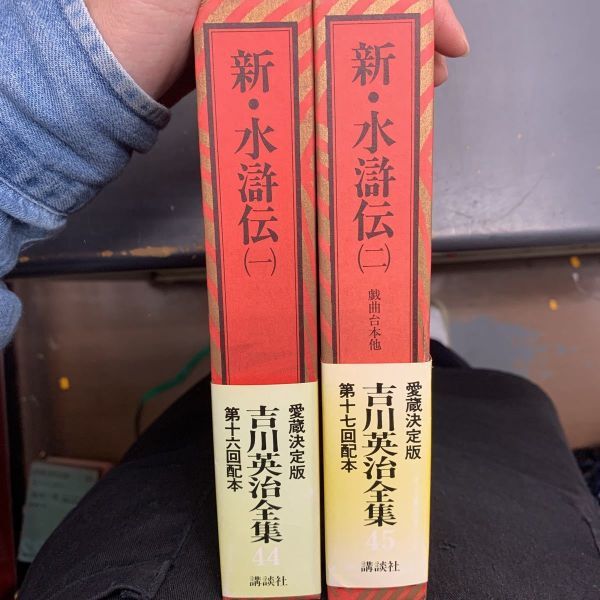 新・水滸伝(一)
愛蔵決定版
吉川英治全集
44
第十六回配本
講談社
新・水滸伝(二)
戯曲台本他
愛蔵決定版
吉川英治全集
45
第十七回配本
講談社